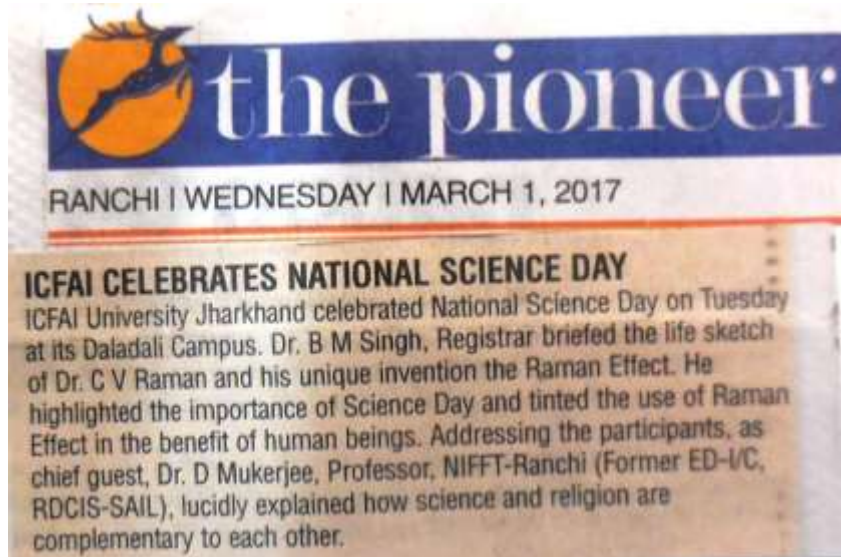 the pioneer
RANCHI I WEDNESDAY I MARCH 1, 2017
ICFAI CELEBRATES NATIONAL SCIENCE DAY
ICFAI University Jharkhand celebrated National Science Day on Tuesday
at its Daladali Campus. Dr. B M Singh, Registrar briefed the life sketch
of Dr. C V Raman and his unique invention the Raman Effect. He
highlighted the importance of Science Day and tinted the use of Raman
Effect in the benefit of human beings. Addressing the participants, as
chief guest, Dr. D Mukerjee, Professor, NIFFT-Ranchi (Former ED-I/C,
RDCIS-SAIL), lucidly explained how science and religion are
complementary to each other.